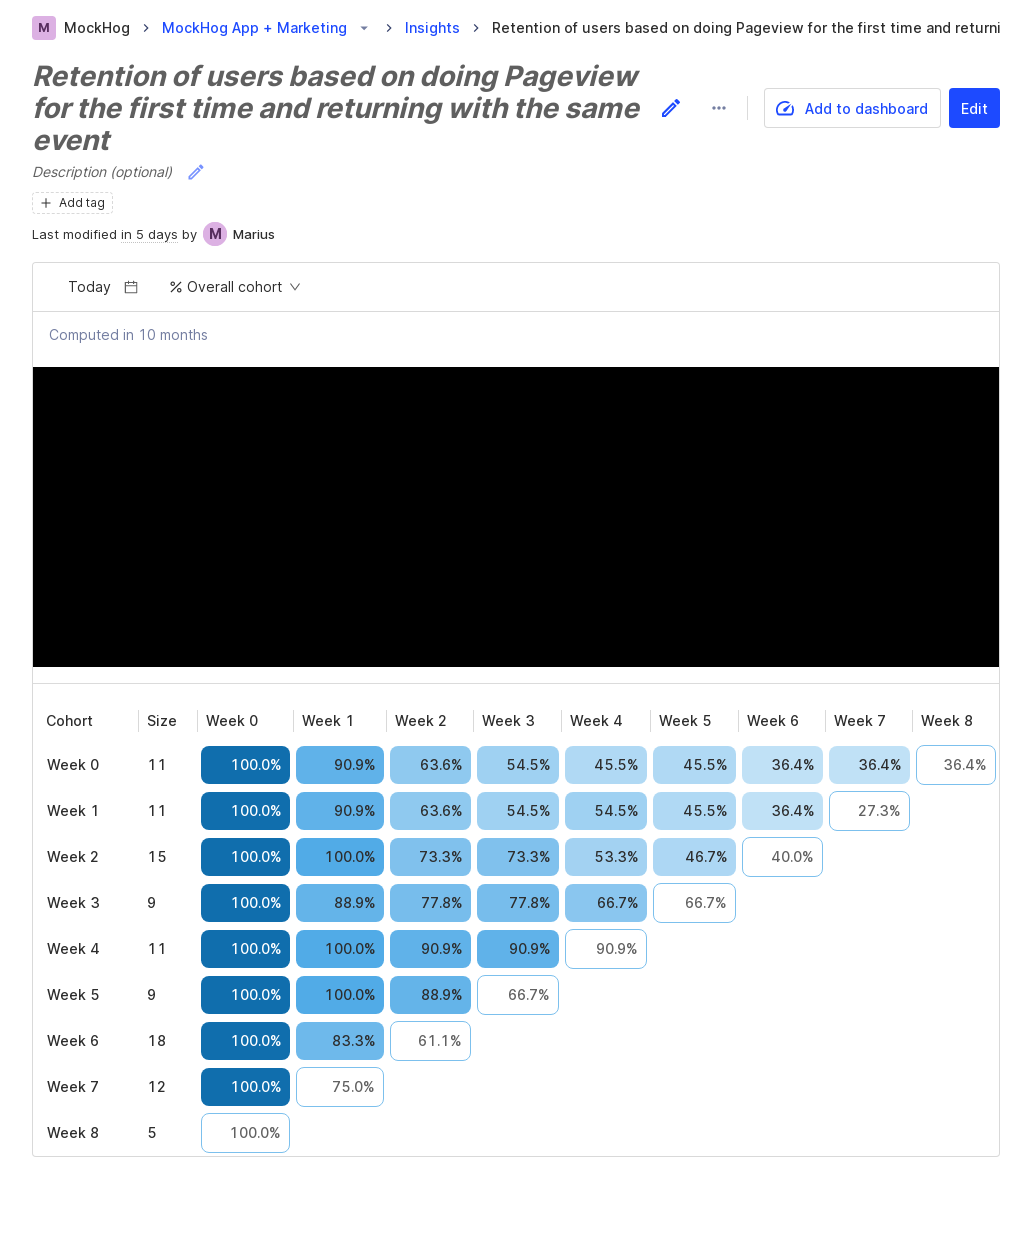 M MockHog > MockHog App + Marketing > Insights > Retention of users based on doing Pageview for the first time and returni
Retention of users based on doing Pageview
for the first time and returning with the same
event
Add to dashboard
Edit
Description (optional)
Add tag
Last modified in 5 days by M Marius
Today % Overall cohort
Computed in 10 months
Cohort Size Week 0 Week 1 Week 2 Week 3 Week 4 Week 5 Week 6 Week 7 Week 8
Week 0 11 100.0% 90.9% 63.6% 54.5% 45.5% 45.5% 36.4% 36.4% 36.4%
Week 1 11 100.0% 90.9% 63.6% 54.5% 54.5% 45.5% 36.4% 27.3%
Week 2 15 100.0% 100.0% 73.3% 73.3% 53.3% 46.7% 40.0%
Week 3 9 100.0% 88.9% 77.8% 77.8% 66.7% 66.7%
Week 4 11 100.0% 100.0% 90.9% 90.9% 90.9%
Week 5 9 100.0% 100.0% 88.9% 66.7%
Week 6 18 100.0% 83.3% 61.1%
Week 7 12 100.0% 75.0%
Week 8 5 100.0%